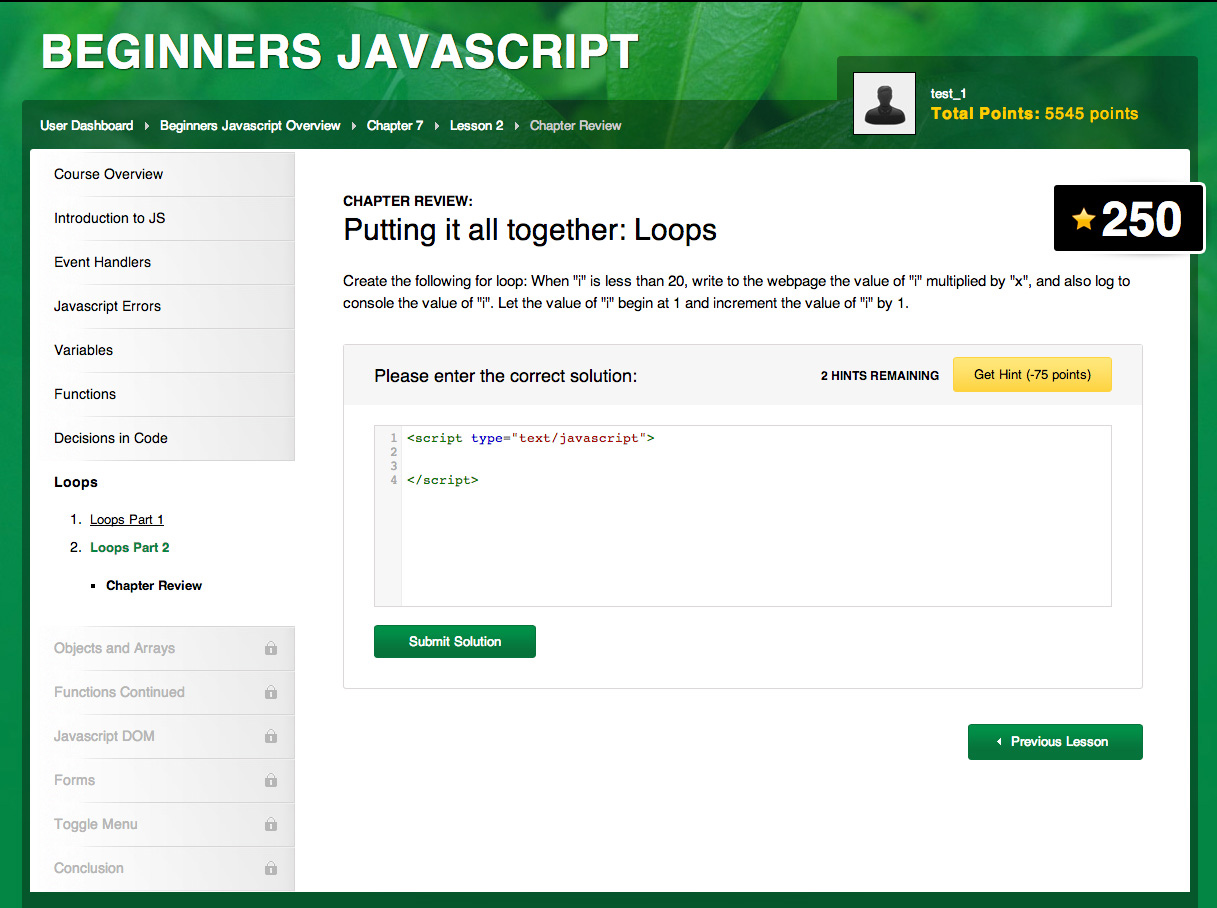 BEGINNERS JAVASCRIPT
test_1
Total Points: 5545 points
User Dashboard Beginners Javascript Overview Chapter 7 Lesson 2 Chapter Review
Course Overview
Introduction to JS
Event Handlers
Javascript Errors
Variables
Functions
Decisions in Code
Loops
1. Loops Part 1
2. Loops Part 2
Chapter Review
Objects and Arrays
Functions Continued
Javascript DOM
Forms
Toggle Menu
Conclusion
CHAPTER REVIEW:
Putting it all together: Loops
250
Create the following for loop: When "i" is less than 20, write to the webpage the value of "i" multiplied by "x", and also log to
console the value of "i". Let the value of "i" begin at 1 and increment the value of "i" by 1.
Please enter the correct solution:
2 HINTS REMAINING
Get Hint (-75 points)
1 <script type="text/javascript">
2
3
4 </script>
Submit Solution
Previous Lesson